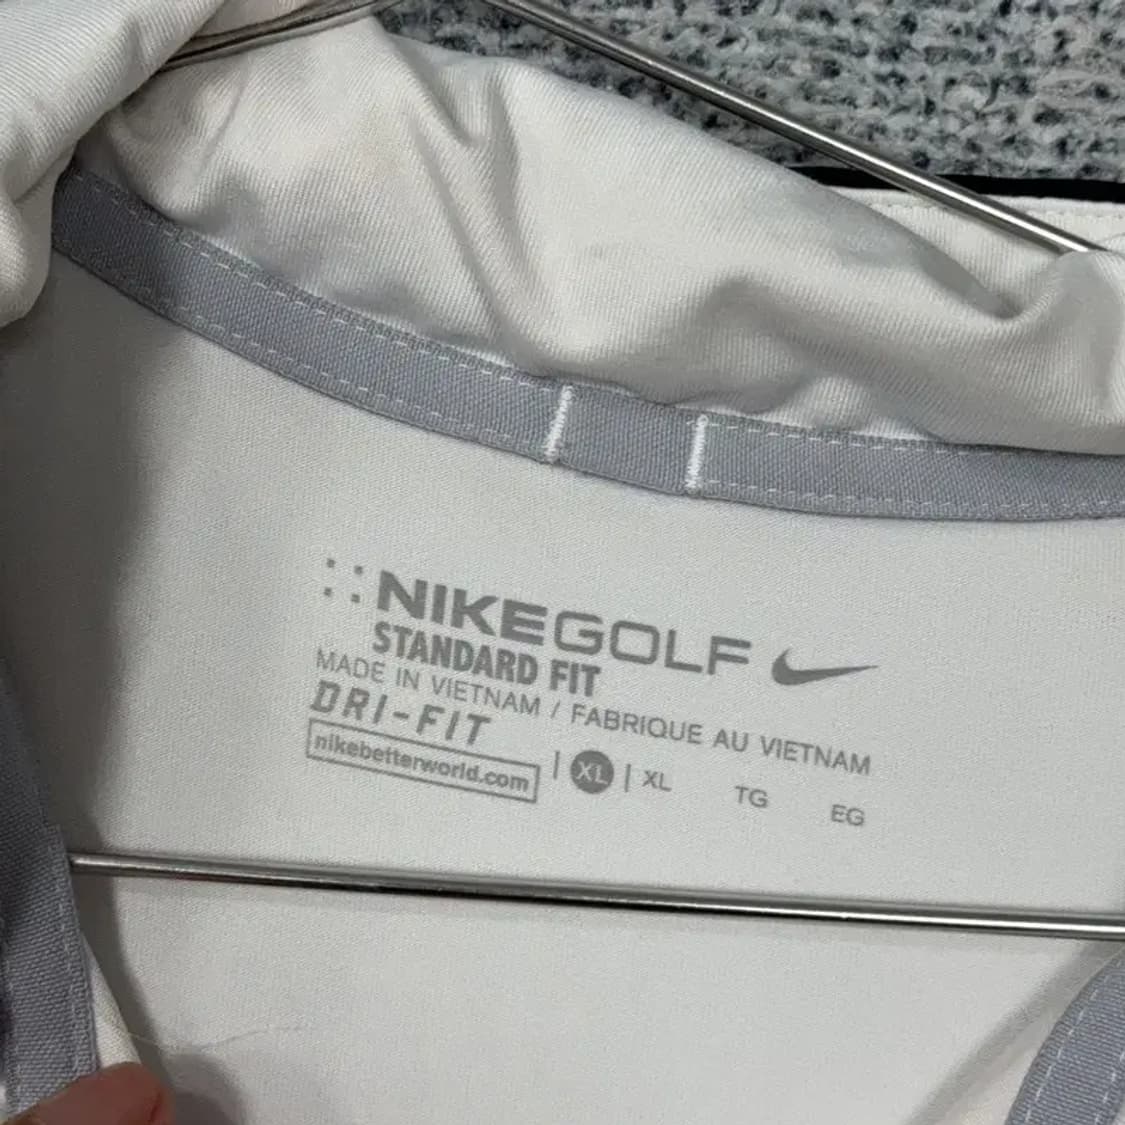 NIKEGOLF
STANDARD FIT
MADE IN VIETNAM / FABRIQUE AU VIETNAM
DRI-FIT
nikebetterworld.com | XL | XL TG EG